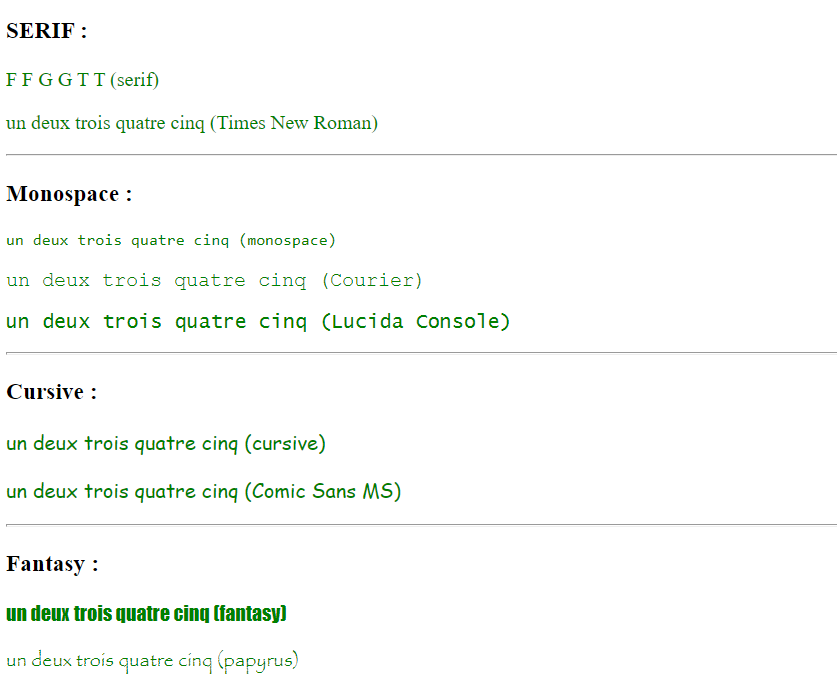 SERIF :
F F G G T T (serif)
un deux trois quatre cinq (Times New Roman)
Monospace :
un deux trois quatre cinq (monospace)
un deux trois quatre cinq (Courier)
un deux trois quatre cinq (Lucida Console)
Cursive :
un deux trois quatre cinq (cursive)
un deux trois quatre cinq (Comic Sans MS)
Fantasy :
un deux trois quatre cinq (fantasy)
un deux trois quatre cinq (papyrus)